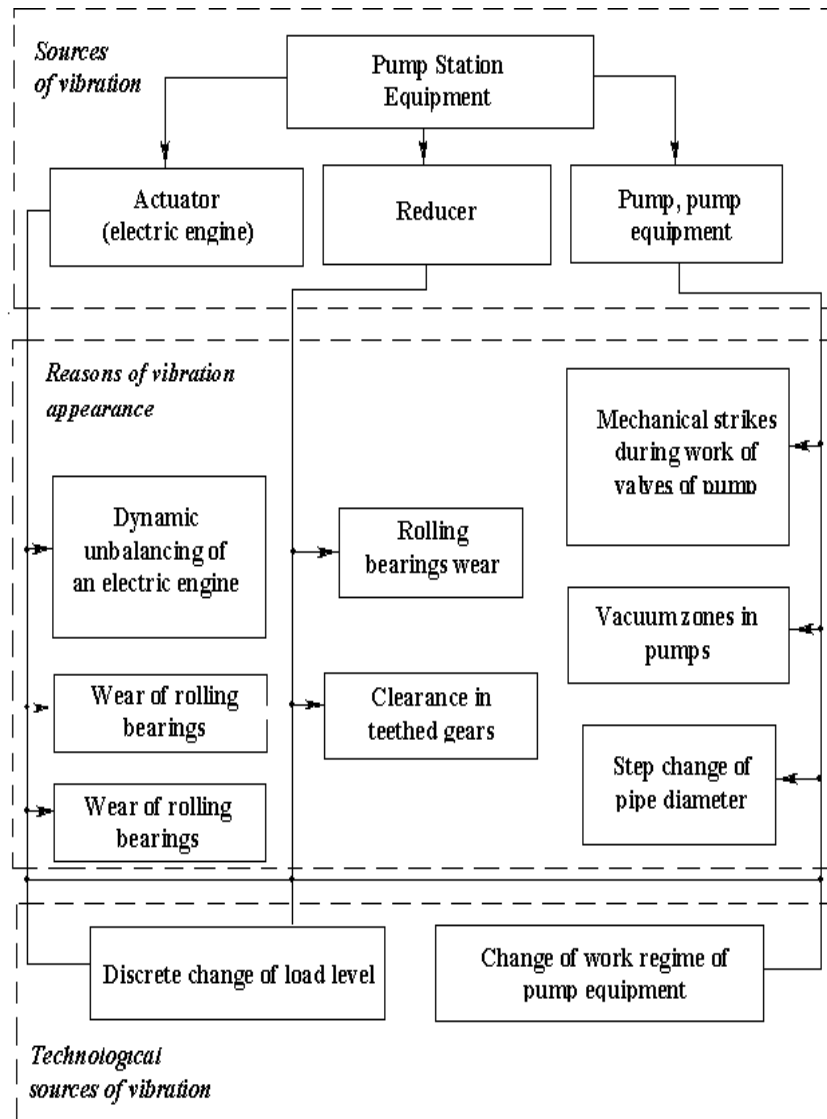 Sources
of vibration
Pump Station
Equipment
Actuator
(electric engine)
Reducer
Pump, pump
equipment
Reasons of vibration
appearance
Mechanical strikes
during work of
valves of pump
Dynamic
unbalancing of
an electric engine
Rolling
bearings wear
Vacuum zones in
pumps
Wear of rolling
bearings
Clearance in
teethed gears
Step change of
pipe diameter
Wear of rolling
bearings
Discrete change of load level
Change of work regime of
pump equipment
Technological
sources of vibration